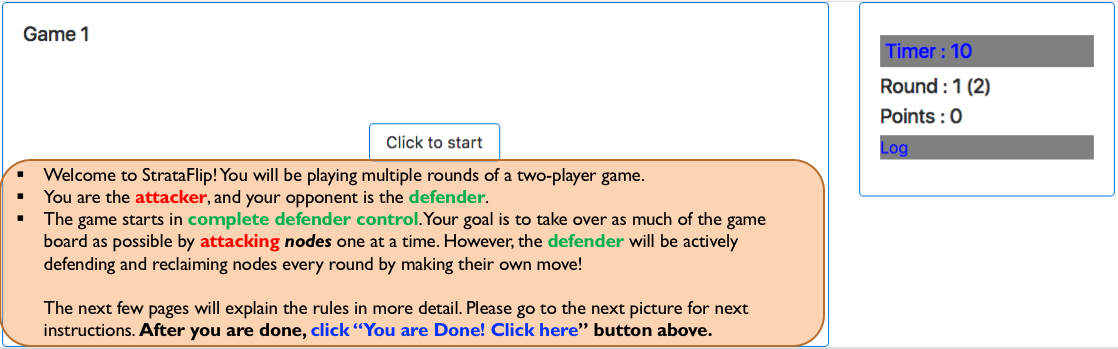 Game 1
Click to start
▪ Welcome to StrataFlip! You will be playing multiple rounds of a two-player game.
▪ You are the attacker, and your opponent is the defender.
▪ The game starts in complete defender control. Your goal is to take over as much of the game
board as possible by attacking nodes one at a time. However, the defender will be actively
defending and reclaiming nodes every round by making their own move!
The next few pages will explain the rules in more detail. Please go to the next picture for next
instructions. After you are done, click “You are Done! Click here” button above.
Timer : 10
Round : 1 (2)
Points : 0
Log